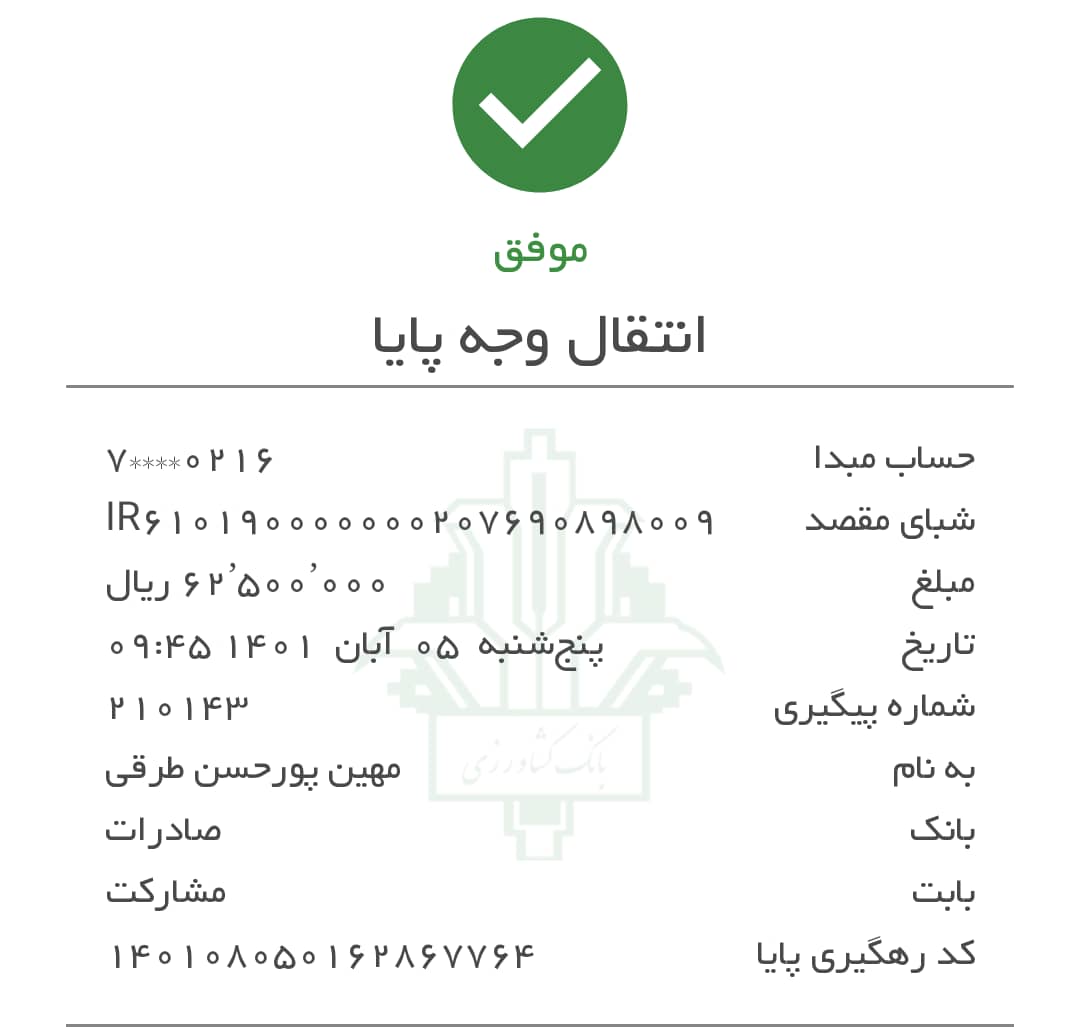 موفق
انتقال وجه پایا
حساب مبدا ۷****۰۲۱۶
شبای مقصد IR۶۱۰۱۹۰۰۰۰۰۰۰۰۲۰۷۶۹۰۸۹۸۰۰۹
مبلغ ۶۲٬۵۰۰٬۰۰۰ ریال
تاریخ پنج‌شنبه ۰۵ آبان ۱۴۰۱ ۰۹:۴۵
شماره پیگیری ۲۱۰۱۴۳
به نام مهین پورحسن طرقی
بانک صادرات
بابت مشارکت
کد رهگیری پایا ۱۴۰۱۰۸۰۵۰۱۶۲۸۶۷۷۶۴
بانک کشاورزی